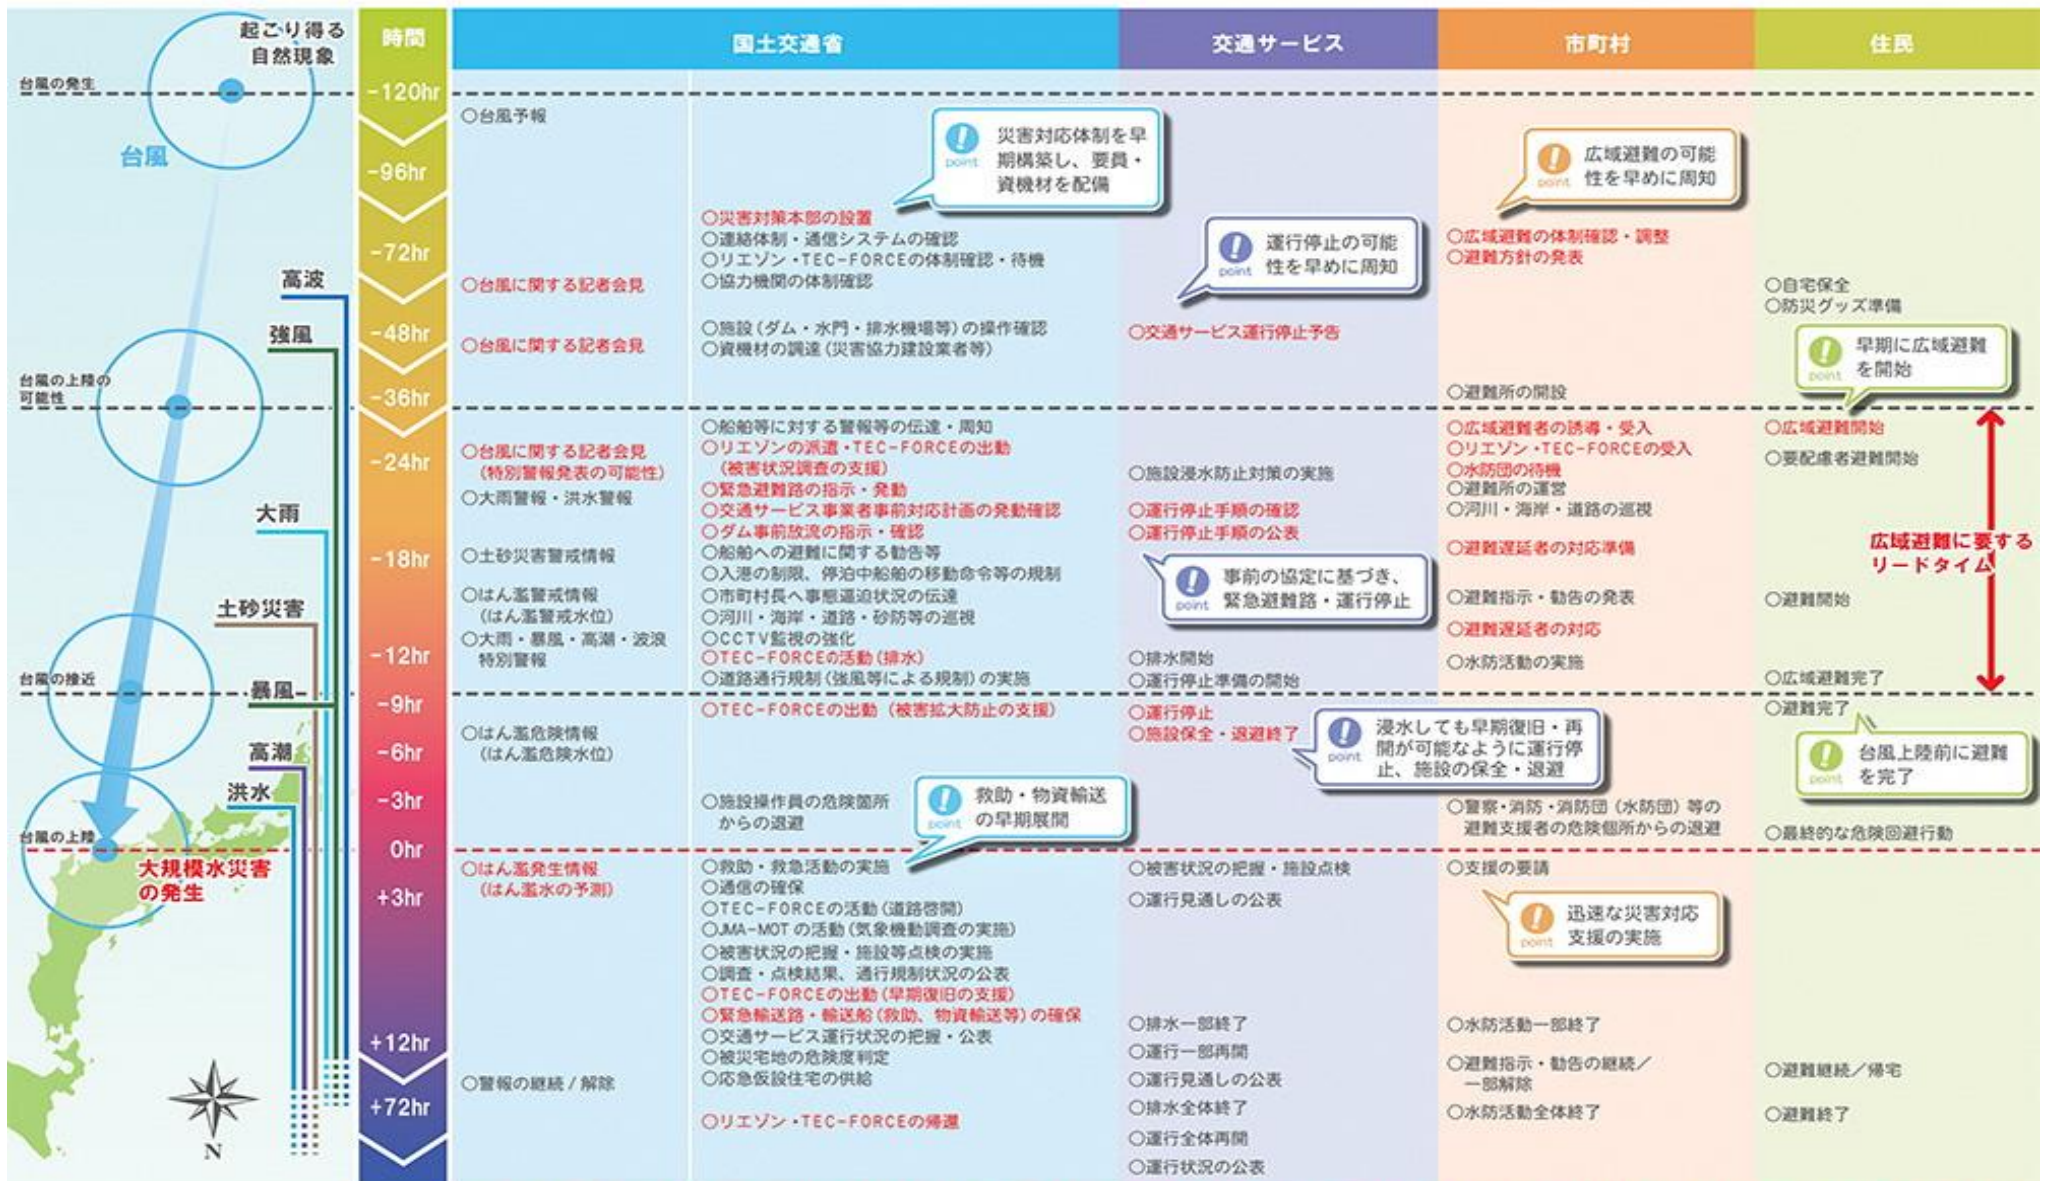 起こり得る
自然現象
台風の発生
台風
高波
強風
台風の上陸の
可能性
大雨
土砂災害
台風の接近
暴風
高潮
洪水
台風の上陸
大規模水災害
の発生
N
時間
-120hr
-96hr
-72hr
-48hr
-36hr
-24hr
-18hr
-12hr
-9hr
-6hr
-3hr
0hr
+3hr
+12hr
+72hr
国土交通省
○台風予報
○台風に関する記者会見
○台風に関する記者会見
○台風に関する記者会見
(特別警報発表の可能性)
○大雨警報・洪水警報
○土砂災害警戒情報
○はん濫警戒情報
(はん濫警戒水位)
○大雨・暴風・高潮・波浪
特別警報
○はん濫危険情報
(はん濫危険水位)
○はん濫発生情報
(はん濫水の予測)
○警報の継続/解除
! point
災害対応体制を早
期構築し、要員・
資機材を配備
○災害対策本部の設置
○連絡体制・通信システムの確認
○リエゾン・TEC-FORCEの体制確認・待機
○協力機関の体制確認
○施設(ダム・水門・排水機場等)の操作確認
○資機材の調達(災害協力建設業者等)
○船舶等に対する警報等の伝達・周知
○リエゾンの派遣・TEC-FORCEの出動
(被害状況調査の支援)
○緊急避難路の指示・発動
○交通サービス事業者事前対応計画の発動確認
○ダム事前放流の指示・確認
○船舶への避難に関する勧告等
○入港の制限、停泊中船舶の移動命令等の規制
○市町村長へ事態逼迫状況の伝達
○河川・海岸・道路・砂防等の巡視
○CCTV監視の強化
○TEC-FORCEの活動(排水)
○道路通行規制(強風等による規制)の実施
○TEC-FORCEの出動(被害拡大防止の支援)
○施設操作員の危険箇所
からの退避
! point
救助・物資輸送
の早期展開
○救助・救急活動の実施
○通信の確保
○TEC-FORCEの活動(道路啓開)
○JMA-MOTの活動(気象機動調査の実施)
○被害状況の把握・施設等点検の実施
○調査・点検結果、通行規制状況の公表
○TEC-FORCEの出動(早期復旧の支援)
○緊急輸送路・輸送船(救助、物資輸送等)の確保
○交通サービス運行状況の把握・公表
○被災宅地の危険度判定
○応急仮設住宅の供給
○リエゾン・TEC-FORCEの帰還
交通サービス
! point
運行停止の可能
性を早めに周知
○交通サービス運行停止予告
○施設浸水防止対策の実施
○運行停止手順の確認
○運行停止手順の公表
! point
事前の協定に基づき、
緊急避難路・運行停止
○排水開始
○運行停止準備の開始
○運行停止
○施設保全・退避終了
! point
浸水しても早期復旧・再
開が可能なように運行停
止、施設の保全・退避
○被害状況の把握・施設点検
○運行見通しの公表
○排水一部終了
○運行一部再開
○運行見通しの公表
○排水全体終了
○運行全体再開
○運行状況の公表
市町村
! point
広域避難の可能
性を早めに周知
○広域避難の体制確認・調整
○避難方針の発表
○避難所の開設
○広域避難者の誘導・受入
○リエゾン・TEC-FORCEの受入
○水防団の待機
○避難所の運営
○河川・海岸・道路の巡視
○避難遅延者の対応準備
○避難指示・勧告の発表
○避難遅延者の対応
○水防活動の実施
○警察・消防・消防団(水防団)等の
避難支援者の危険個所からの退避
○支援の要請
! point
迅速な災害対応
支援の実施
○水防活動一部終了
○避難指示・勧告の継続/
一部解除
○水防活動全体終了
住民
○自宅保全
○防災グッズ準備
! point
早期に広域避難
を開始
○広域避難開始
○要配慮者避難開始
広域避難に要する
リードタイム
○避難開始
○広域避難完了
○避難完了
! point
台風上陸前に避難
を完了
○最終的な危険回避行動
○避難継続/帰宅
○避難終了